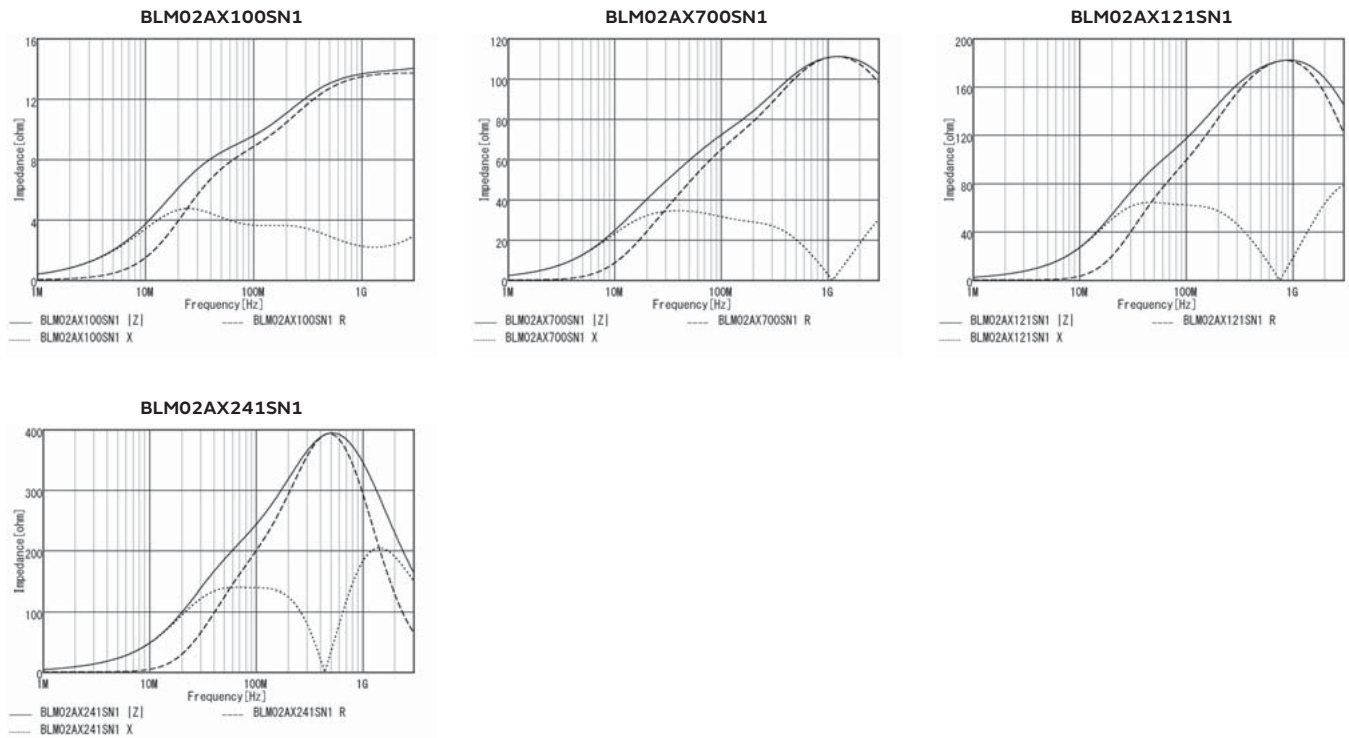 BLM02AX100SN1
16
12
8
4
0
Impedance[ohm]
1M 10M 100M 1G
Frequency[Hz]
BLM02AX100SN1 |Z| BLM02AX100SN1 R
BLM02AX100SN1 X
BLM02AX700SN1
120
100
80
60
40
20
0
Impedance[ohm]
1M 10M 100M 1G
Frequency[Hz]
BLM02AX700SN1 |Z| BLM02AX700SN1 R
BLM02AX700SN1 X
BLM02AX121SN1
200
160
120
80
40
0
Impedance[ohm]
1M 10M 100M 1G
Frequency[Hz]
BLM02AX121SN1 |Z| BLM02AX121SN1 R
BLM02AX121SN1 X
BLM02AX241SN1
400
300
200
100
0
Impedance[ohm]
1M 10M 100M 1G
Frequency[Hz]
BLM02AX241SN1 |Z| BLM02AX241SN1 R
BLM02AX241SN1 X